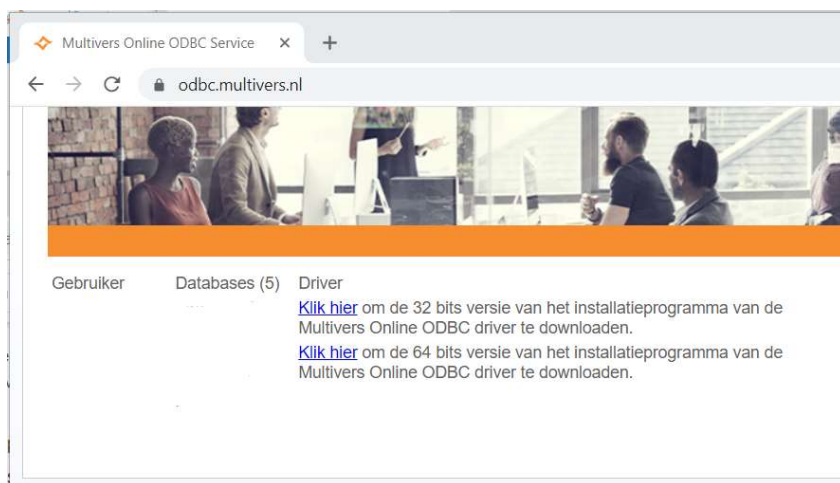 Multivers Online ODBC Service
odbc.multivers.nl
Gebruiker Databases (5) Driver
Klik hier om de 32 bits versie van het installatieprogramma van de
Multivers Online ODBC driver te downloaden.
Klik hier om de 64 bits versie van het installatieprogramma van de
Multivers Online ODBC driver te downloaden.